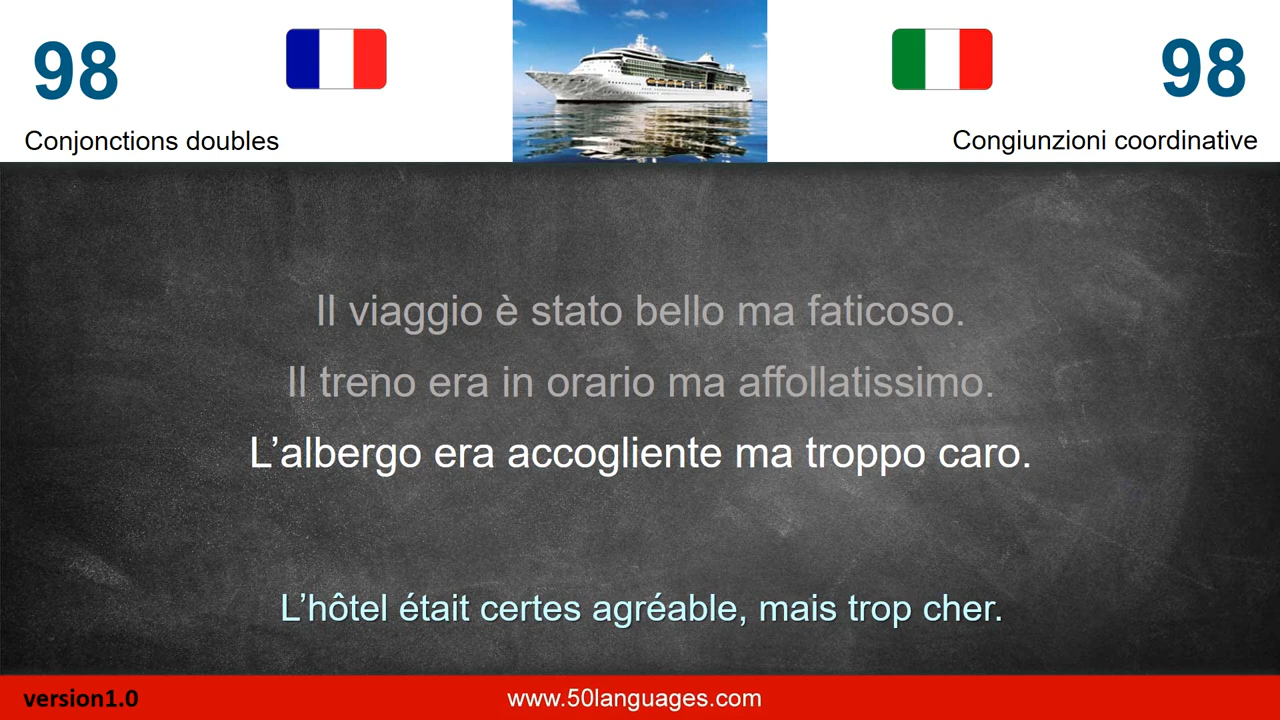 98
98
Conjonctions doubles
Congiunzioni coordinative
Il viaggio è stato bello ma faticoso.
Il treno era in orario ma affollatissimo.
L’albergo era accogliente ma troppo caro.
L’hôtel était certes agréable, mais trop cher.
version1.0
www.50languages.com